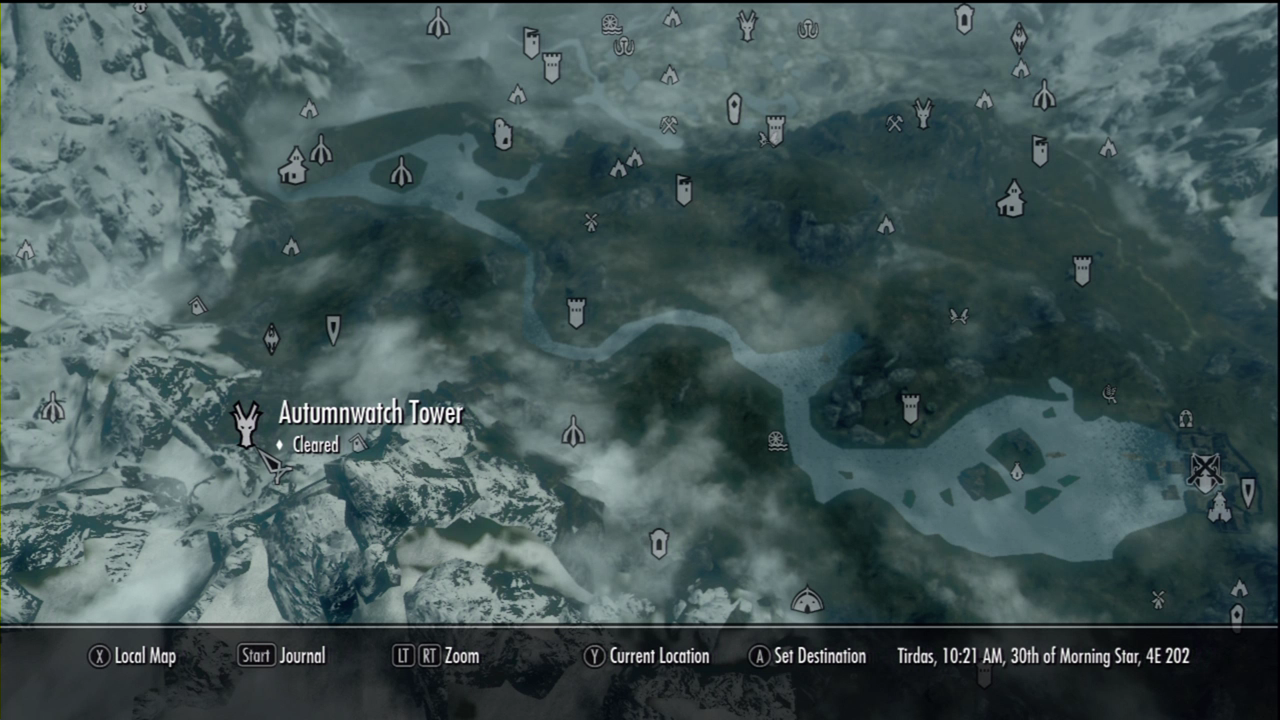 Autumnwatch Tower
Cleared
X Local Map Start Journal LT RT Zoom Y Current Location A Set Destination Tirdas, 10:21 AM, 30th of Morning Star, 4E 202